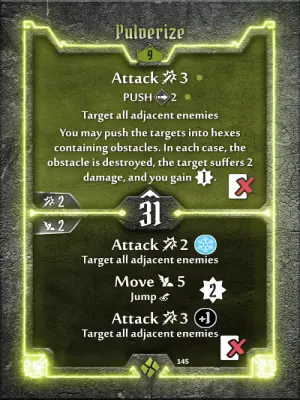 Pulverize
9
Attack 3
PUSH 2
Target all adjacent enemies
You may push the targets into hexes
containing obstacles. In each case, the
obstacle is destroyed, the target suffers 2
damage, and you gain 1
2
31
2
Attack 2
Target all adjacent enemies
Move 5
Jump
2
Attack 3 +1
Target all adjacent enemies
145